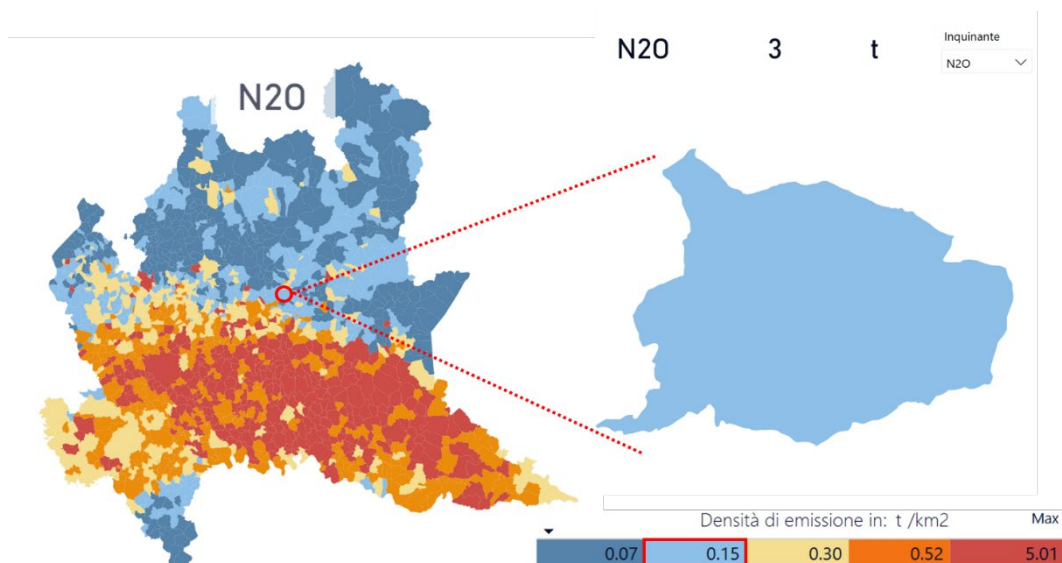 N2O
N2O 3 t
Inquinante
N2O
Densità di emissione in: t /km2 Max
0.07 0.15 0.30 0.52 5.01